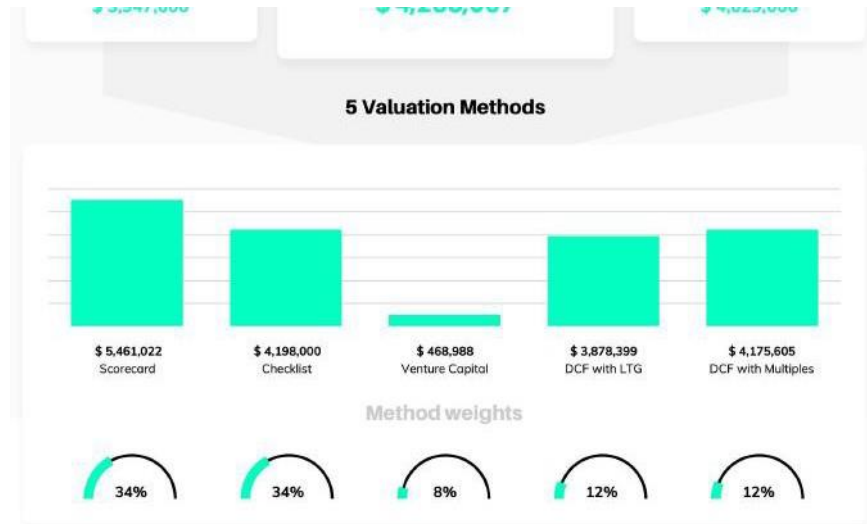 5 Valuation Methods
$ 5,461,022
Scorecard
$ 4,198,000
Checklist
$ 468,988
Venture Capital
$ 3,878,399
DCF with LTG
$ 4,175,605
DCF with Multiples
Method weights
34%
34%
8%
12%
12%